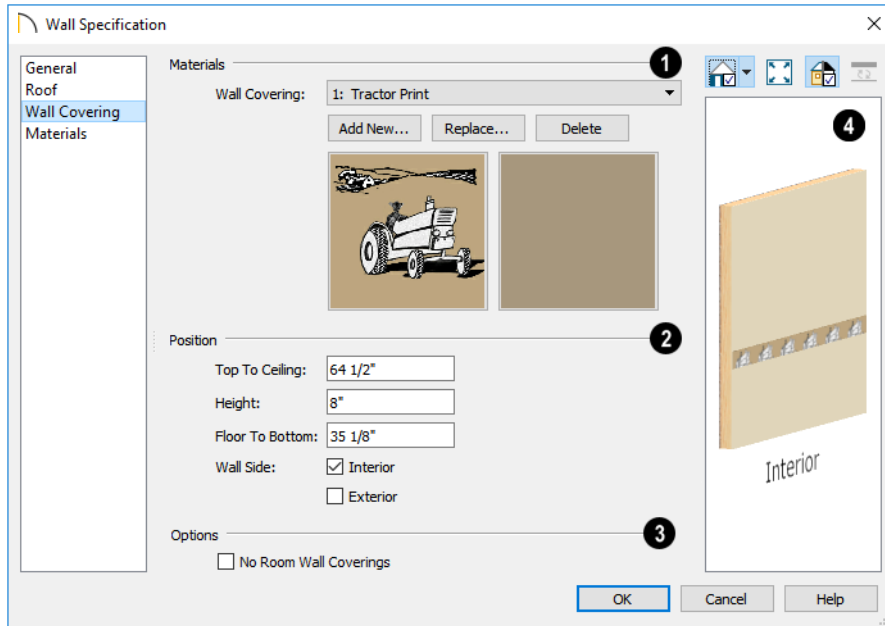 Wall Specification
General
Roof
Wall Covering
Materials
Materials
1
Wall Covering:
1: Tractor Print
Add New...
Replace...
Delete
Position
2
Top To Ceiling:
64 1/2"
Height:
8"
Floor To Bottom:
35 1/8"
Wall Side:
Interior
Exterior
Options
3
No Room Wall Coverings
4
Interior
OK
Cancel
Help